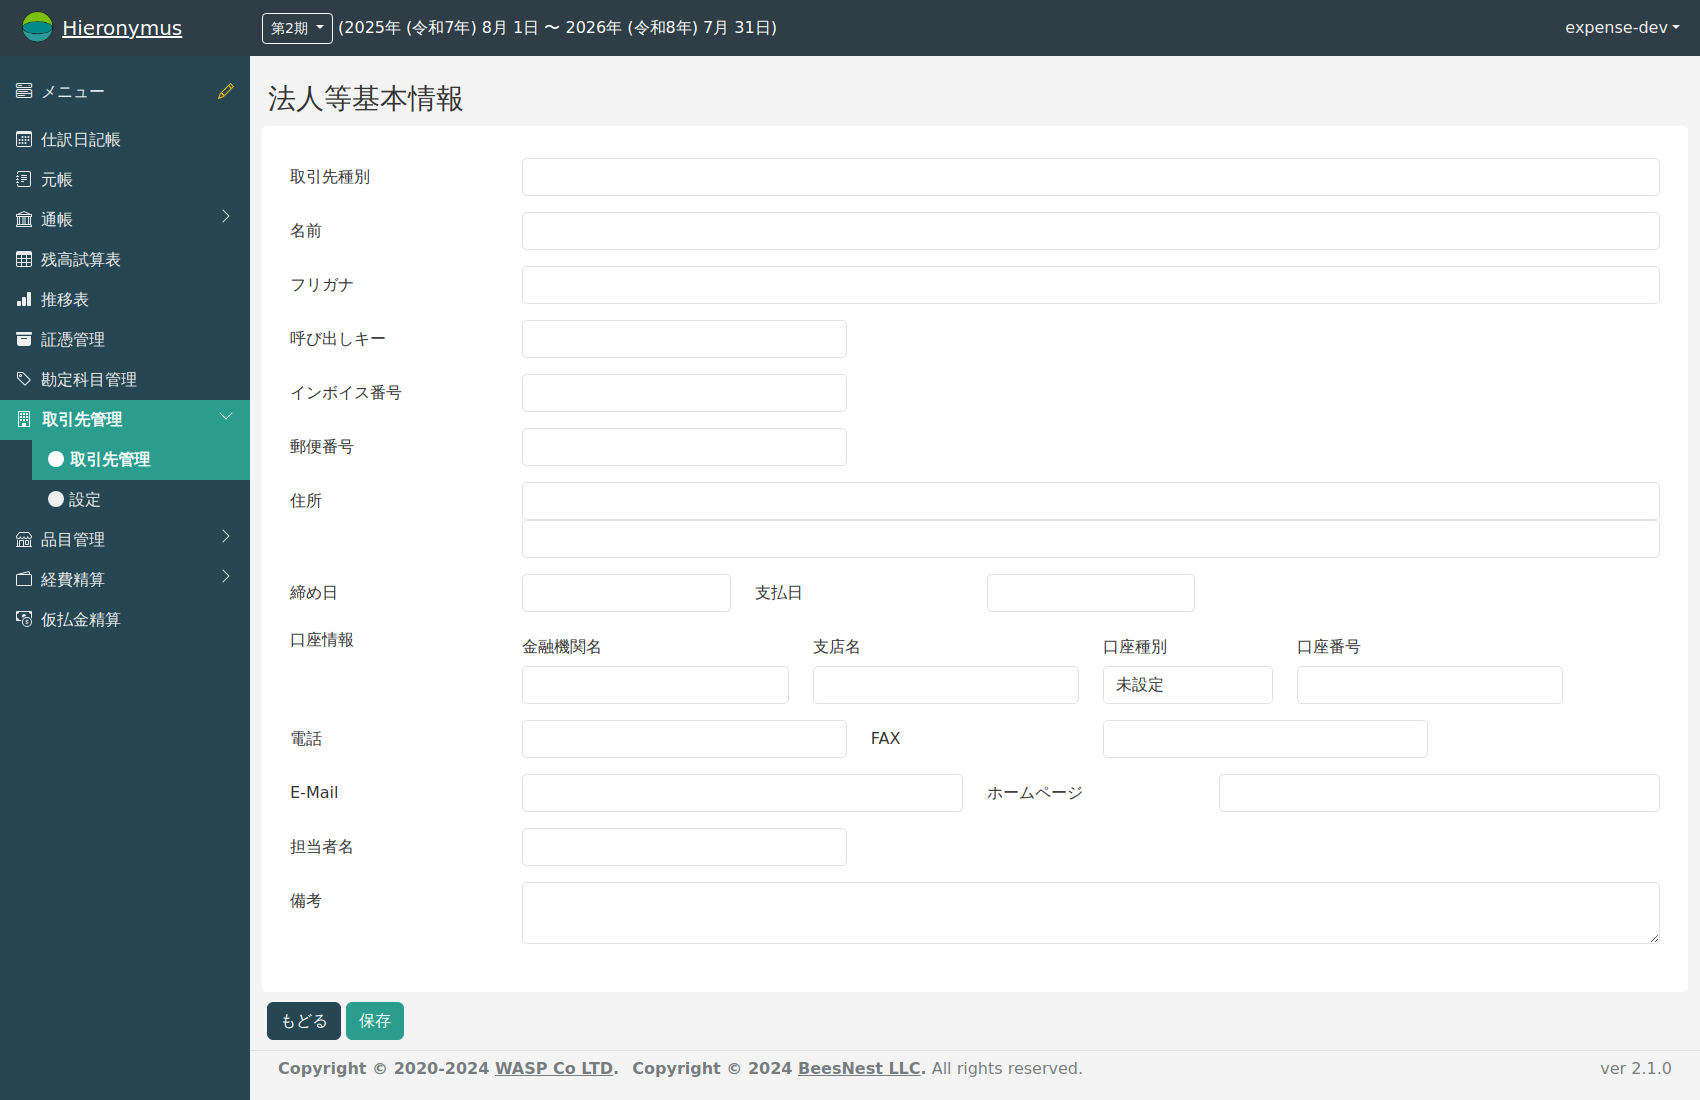 Hieronymus
第2期 (2025年 (令和7年) 8月 1日 〜 2026年 (令和8年) 7月 31日)
expense-dev
メニュー
仕訳日記帳
元帳
通帳
残高試算表
推移表
証憑管理
勘定科目管理
取引先管理
取引先管理
設定
品目管理
経費精算
仮払金精算
法人等基本情報
取引先種別
名前
フリガナ
呼び出しキー
インボイス番号
郵便番号
住所
締め日 支払日
口座情報 金融機関名 支店名 口座種別 口座番号
未設定
電話 FAX
E-Mail ホームページ
担当者名
備考
もどる 保存
Copyright © 2020-2024 WASP Co LTD. Copyright © 2024 BeesNest LLC. All rights reserved.
ver 2.1.0